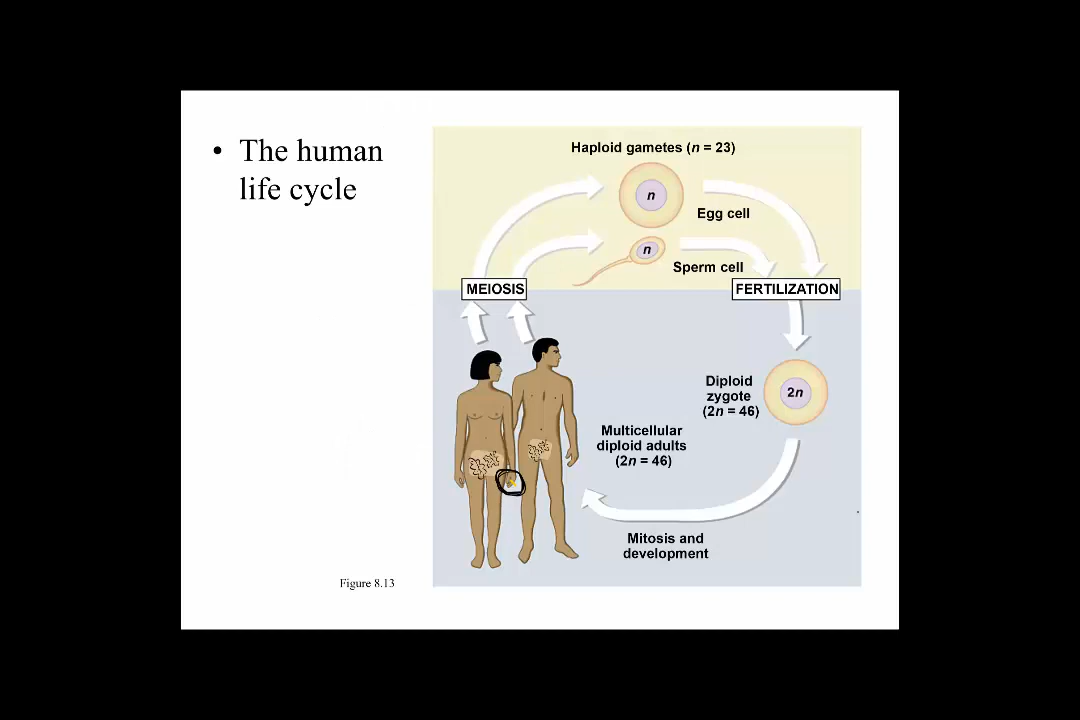 • The human
life cycle
Haploid gametes (n = 23)
n
Egg cell
n
Sperm cell
MEIOSIS
FERTILIZATION
Diploid
zygote
(2n = 46)
2n
Multicellular
diploid adults
(2n = 46)
Mitosis and
development
Figure 8.13